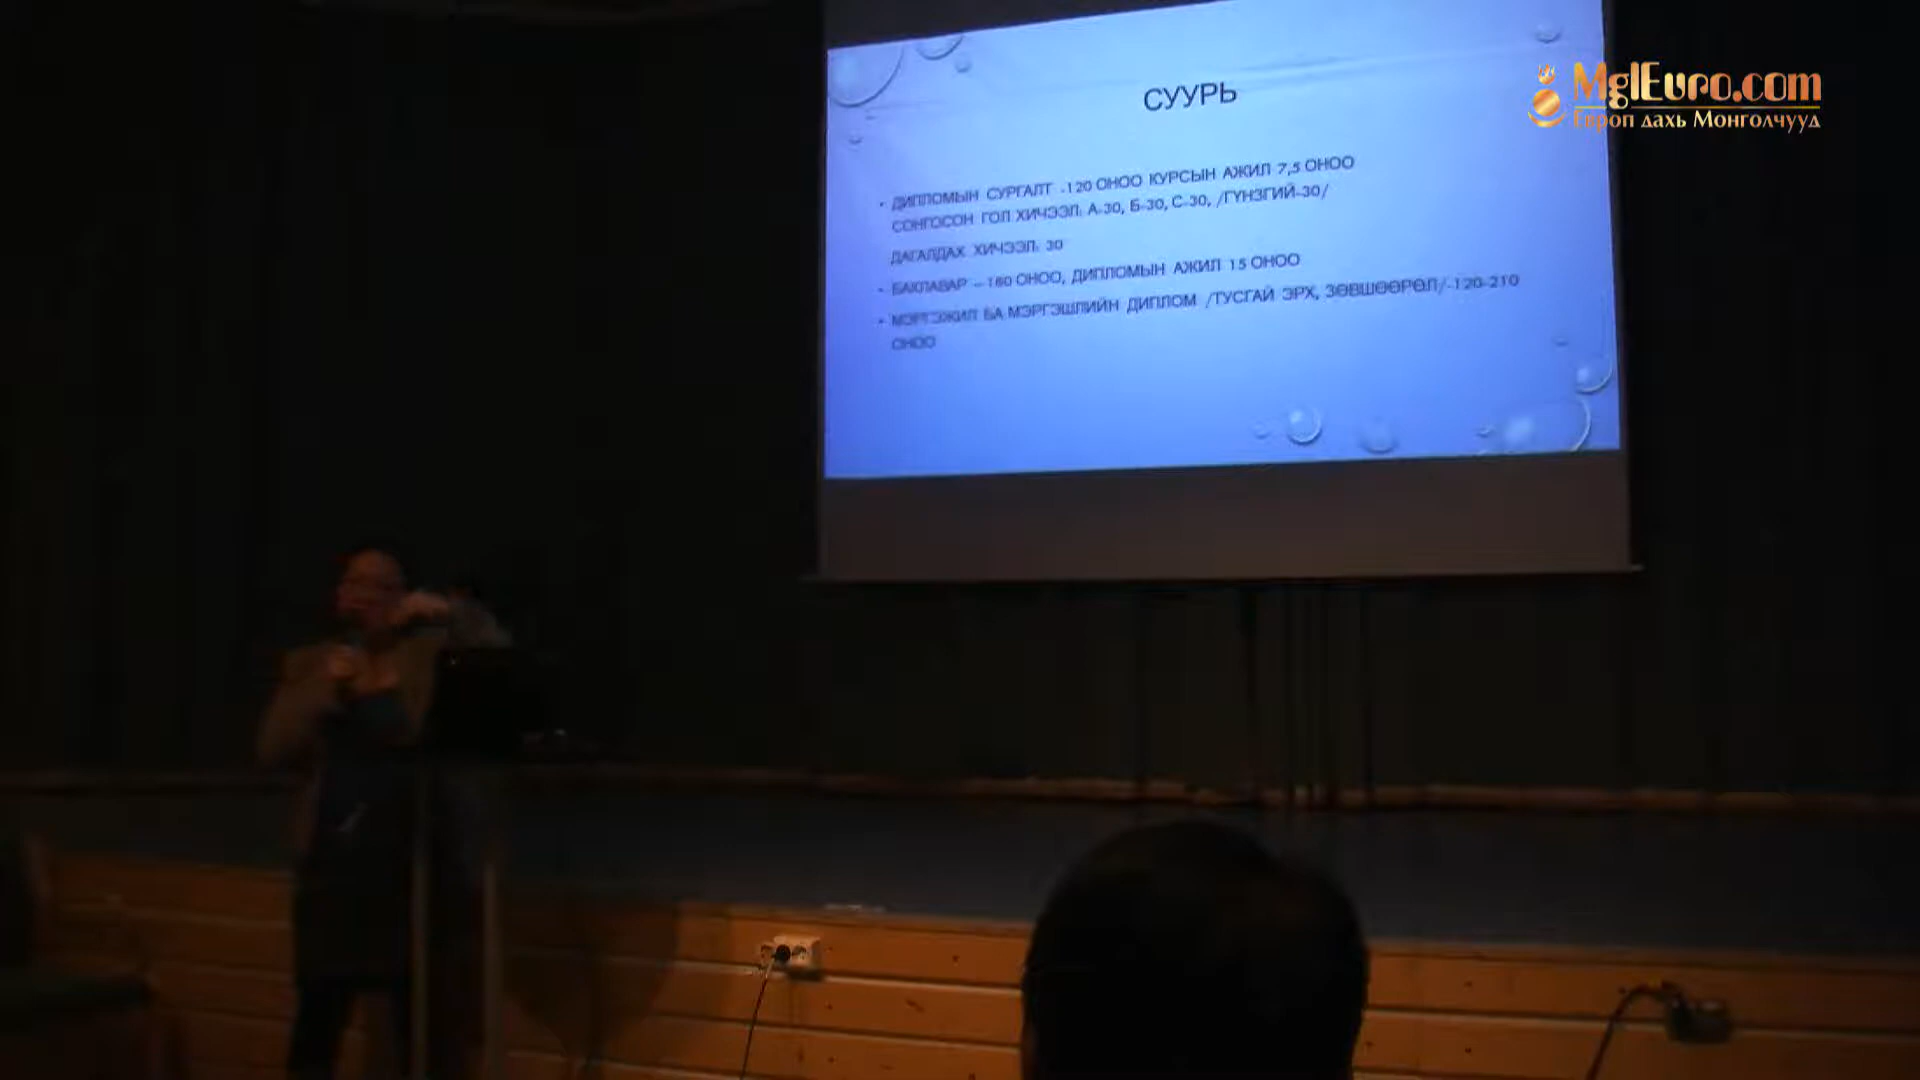 СУУРЬ
• ДИПЛОМЫН СУРГАЛТ -120 ОНОО КУРСЫН АЖИЛ 7,5 ОНОО
СОНГОСОН ГОЛ ХИЧЭЭЛ: А-30, Б-30, С-30, /ГҮНЗГИЙ-30/
ДАГАЛДАХ ХИЧЭЭЛ: 30
• БАКЛАВАР – 180 ОНОО, ДИПЛОМЫН АЖИЛ 15 ОНОО
• МЭРГЭЖИЛ БА МЭРГЭШЛИЙН ДИПЛОМ /ТУСГАЙ ЭРХ, ЗӨВШӨӨРӨЛ/-120-210
ОНОО
MglEuro.com
Европ дахь Монголчууд